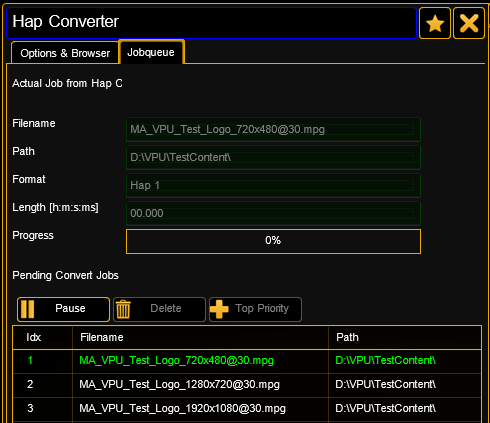 Hap Converter
Options & Browser
Jobqueue
Actual Job from Hap C
Filename MA_VPU_Test_Logo_720x480@30.mpg
Path D:\VPU\TestContent\
Format Hap 1
Length [h:m:s:ms] 00.000
Progress 0%
Pending Convert Jobs
Pause Delete Top Priority
Idx Filename Path
1 MA_VPU_Test_Logo_720x480@30.mpg D:\VPU\TestContent\
2 MA_VPU_Test_Logo_1280x720@30.mpg D:\VPU\TestContent\
3 MA_VPU_Test_Logo_1920x1080@30.mpg D:\VPU\TestContent\